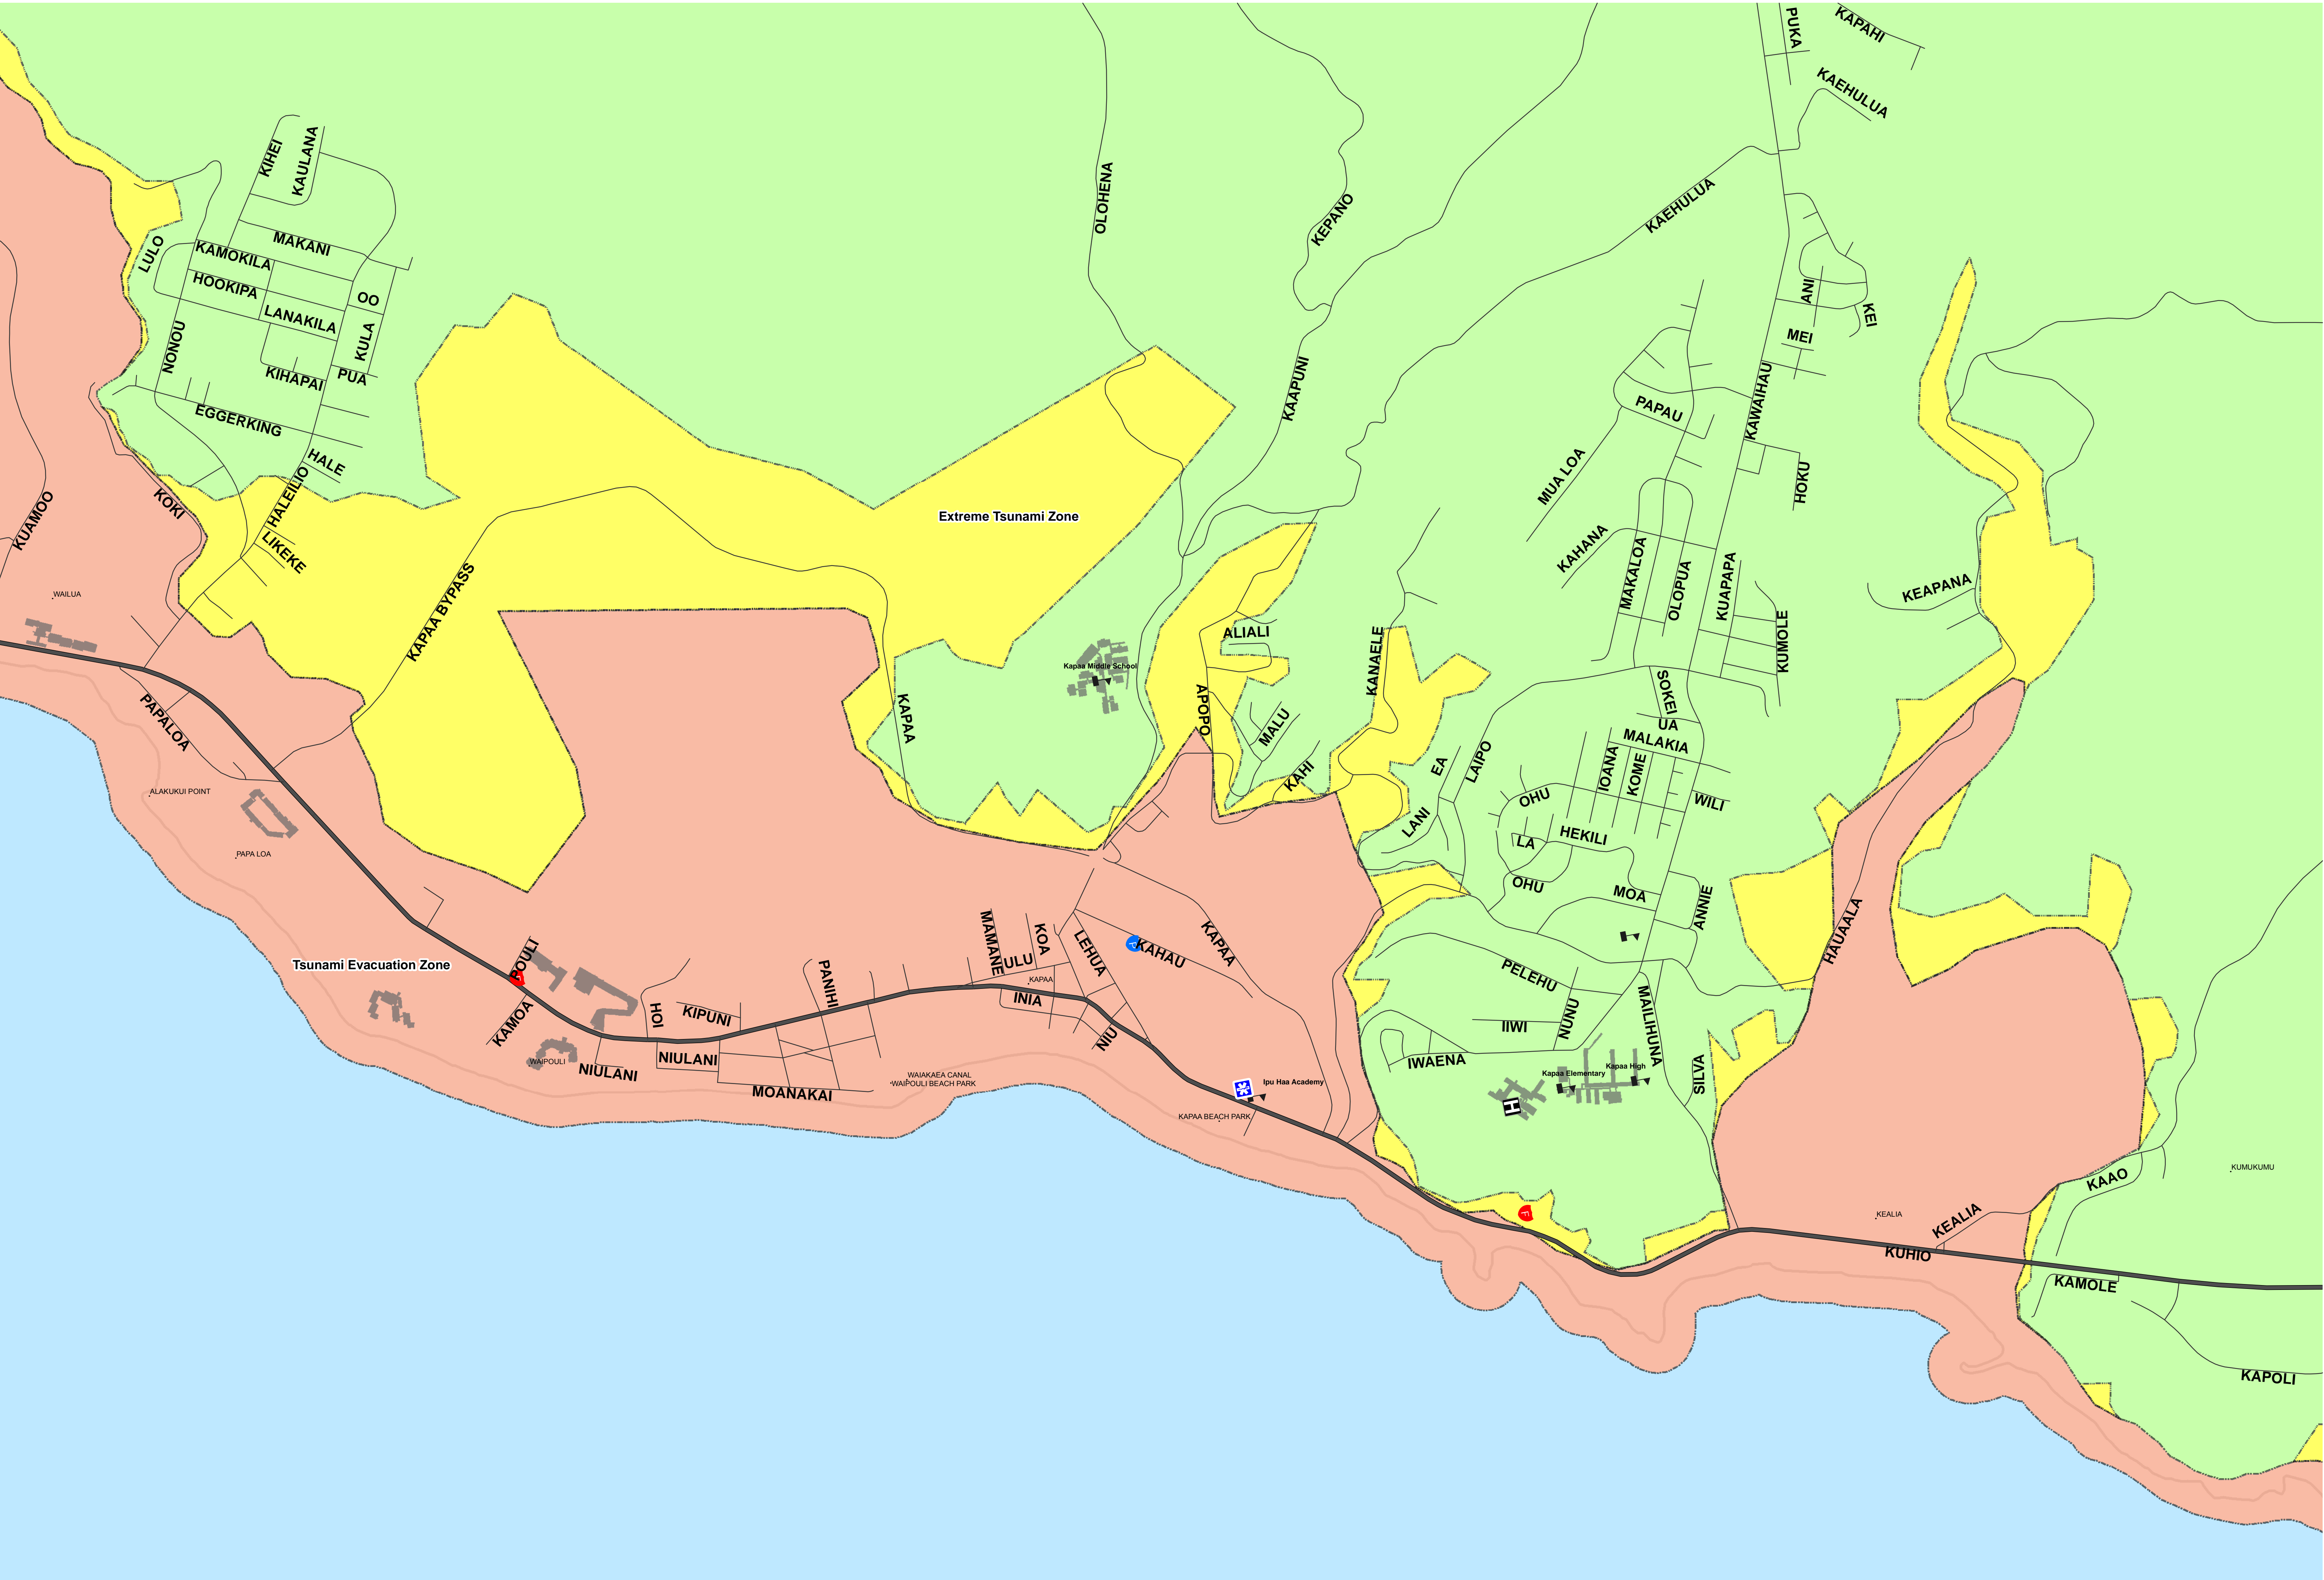 PUKA
KAPAHI
KAEHULUA
KIHEI
KAULANA
OLOHENA
KEPANO
KAEHULUA
LULO
MAKANI
KAMOKILA
HOOKIPA
OO
LANAKILA
KULA
NONOU
KIHAPAI
PUA
EGGERKING
HALE
HALEILIO
LIKEKE
KOKI
KUAMOO
KAPAA BYPASS
Extreme Tsunami Zone
KAAPUNI
ANI
KEI
MEI
KAWAIHAU
PAPAU
MUA LOA
HOKU
KAHANA
MAKALOA
OLOPUA
KUAPAPA
KUMOLE
KEAPANA
WAILUA
ALIALI
KANAELE
Kapaa Middle School
KAPAA
APOPO
MALU
KAHI
SOKEI
UA
MALAKIA
IOANA
KOME
WILI
EA
LAIPO
LANI
OHU
HEKILI
LA
OHU
MOA
ANNIE
HAUAALA
PAPALOA
ALAKUKUI POINT
PAPA LOA
Tsunami Evacuation Zone
POULI
KAMOA
WAIPOULI
NIULANI
HOI
KIPUNI
NIULANI
PANIHI
MOANAKAI
MAMANE
ULU
KOA
KAPAA
INIA
LEHUA
NIU
KAHAU
F
KAPAA
WAIAKAEA CANAL
WAIPOULI BEACH PARK
Ipu Haa Academy
KAPAA BEACH PARK
PELEHU
NUNU
IIWI
IWAENA
MAILIHUNA
SILVA
Kapaa Elementary
Kapaa High
H
F
KUMUKUMU
KAAO
KEALIA
KEALIA
KUHIO
KAMOLE
KAPOLI